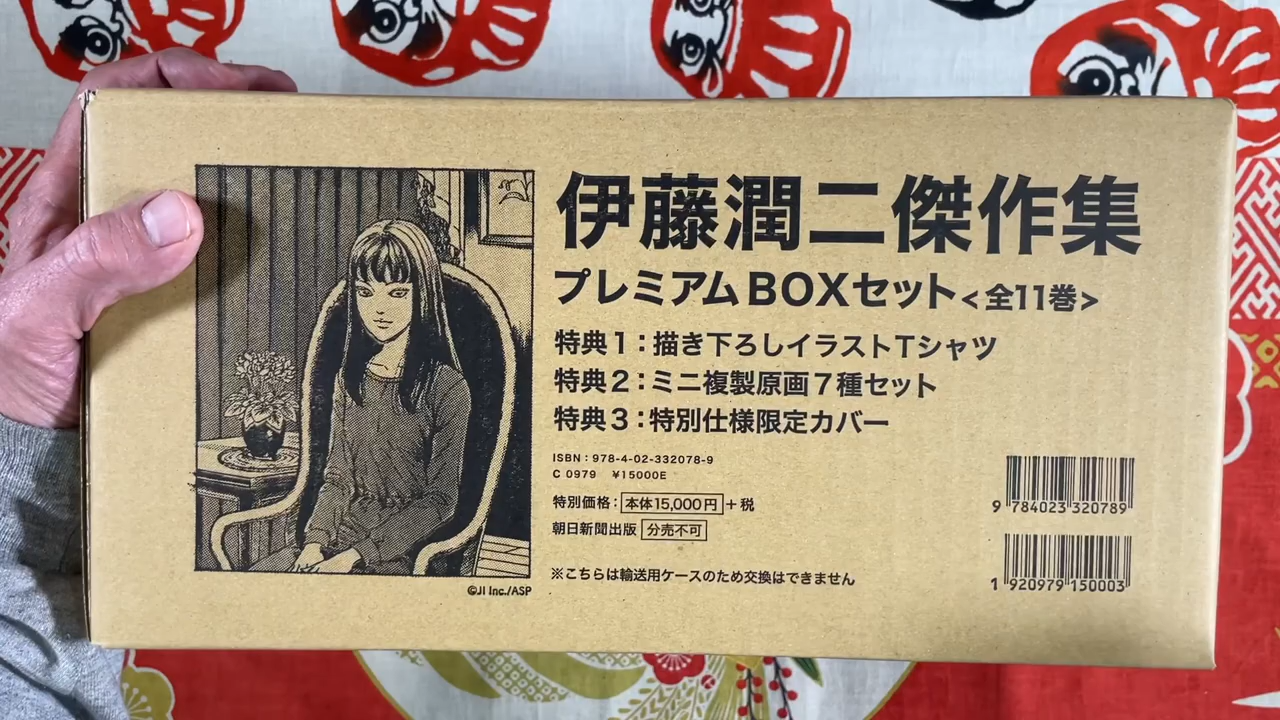 伊藤潤二傑作集
プレミアムBOXセット<全11巻>
特典1:描き下ろしイラストTシャツ
特典2:ミニ複製原画7種セット
特典3:特別仕様限定カバー
ISBN:978-4-02-332078-9
C 0979 ¥15000E
特別価格:本体15,000円+税
朝日新聞出版 分売不可
※こちらは輸送用ケースのため交換はできません
9 784023 320789
1 920979 150003
©JI Inc./ASP